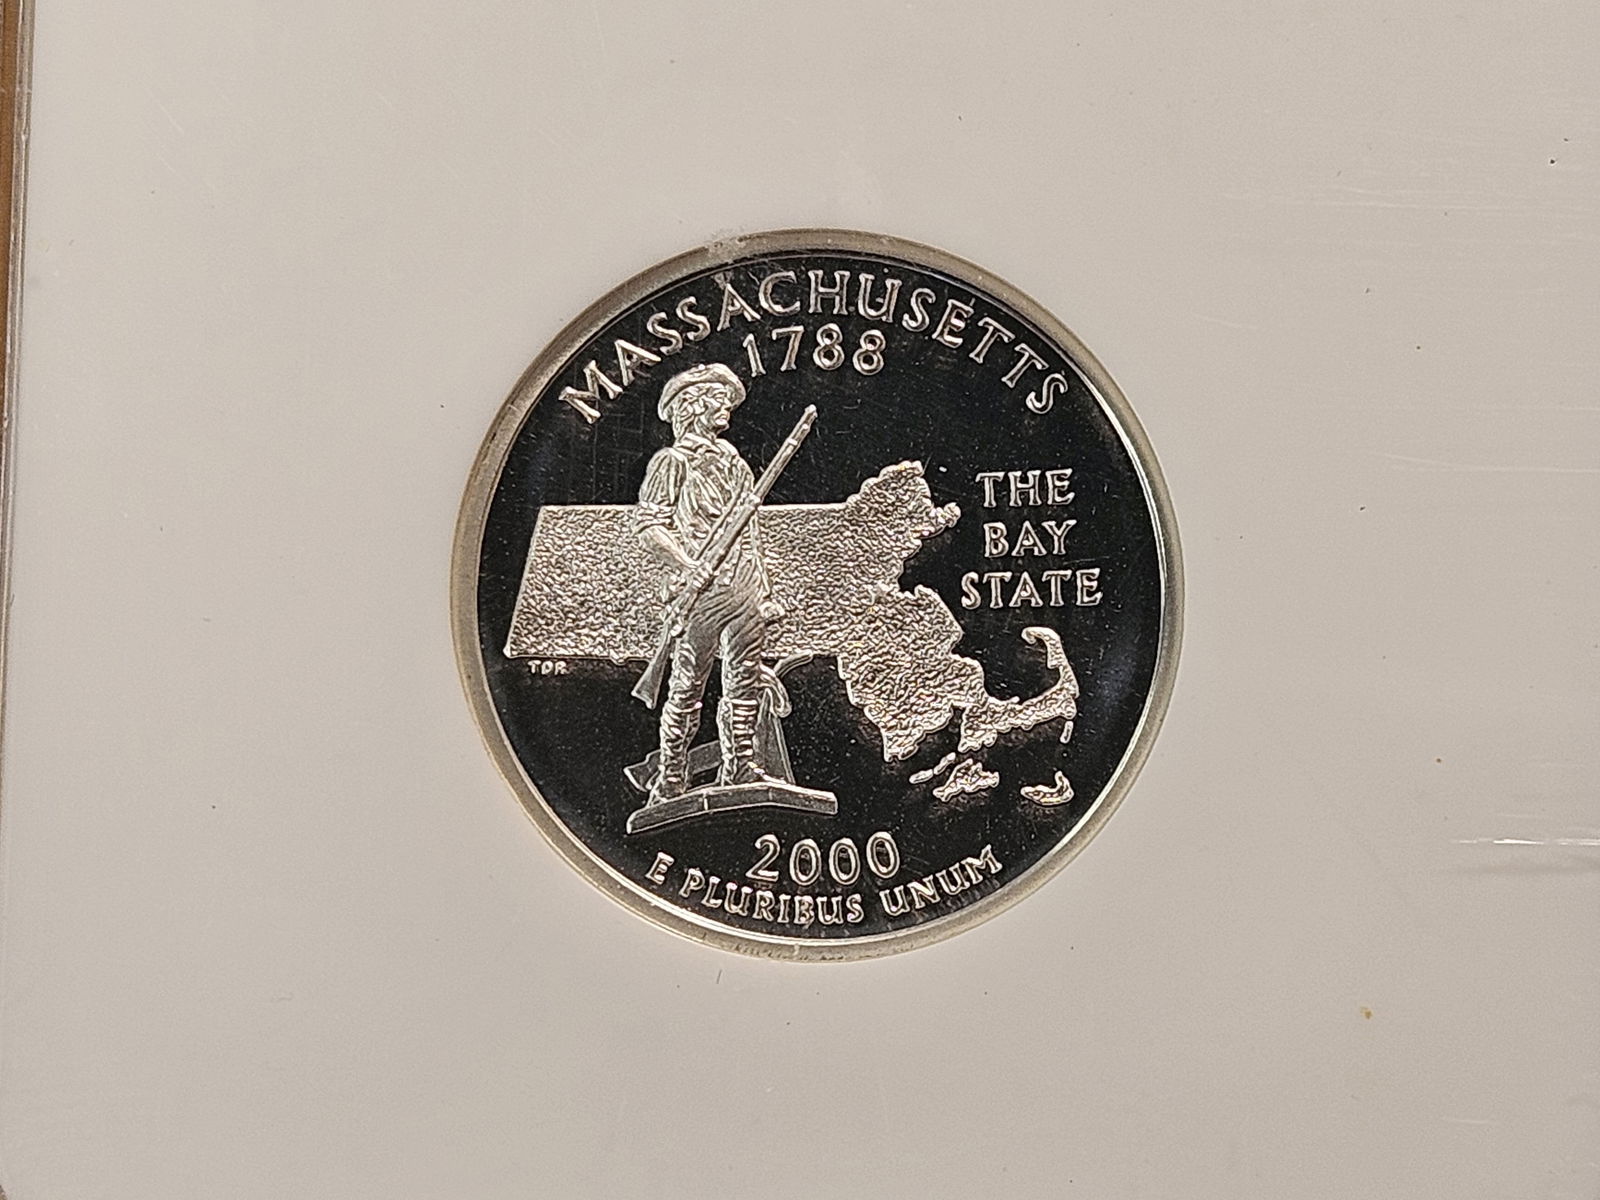 MASSACHUSETTS
1788
THE
BAY
STATE
TDR
2000
E PLURIBUS UNUM